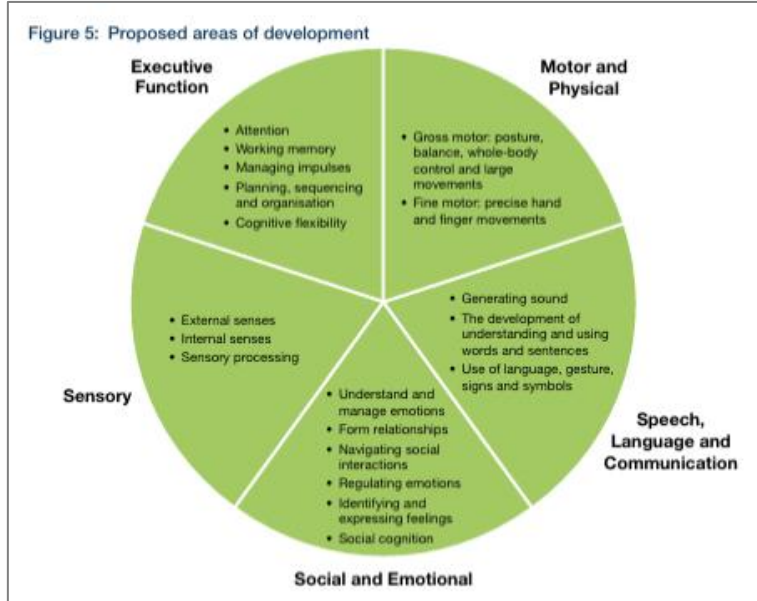 Figure 5: Proposed areas of development
Executive
Function
• Attention
• Working memory
• Managing impulses
• Planning, sequencing
and organisation
• Cognitive flexibility
Motor and
Physical
• Gross motor: posture,
balance, whole-body
control and large
movements
• Fine motor: precise hand
and finger movements
• Generating sound
• The development of
understanding and using
words and sentences
• Use of language, gesture,
signs and symbols
Speech,
Language and
Communication
• Understand and
manage emotions
• Form relationships
• Navigating social
interactions
• Regulating emotions
• Identifying and
expressing feelings
• Social cognition
Social and Emotional
• External senses
• Internal senses
• Sensory processing
Sensory